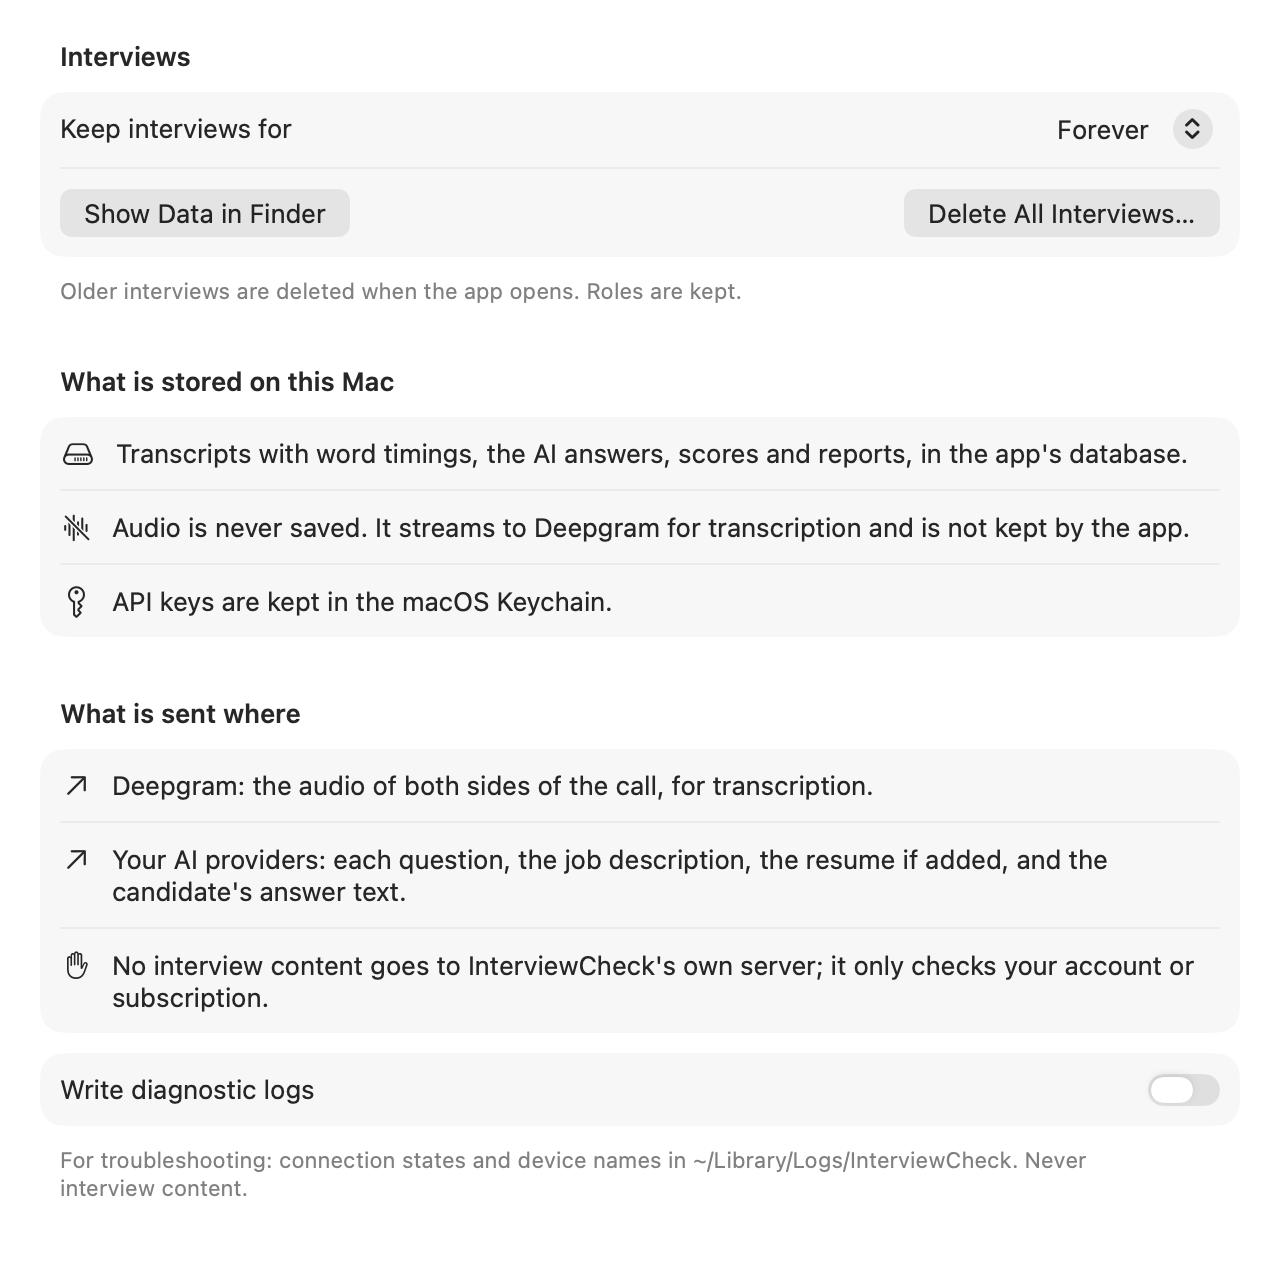 Interviews
Keep interviews for
Forever
Show Data in Finder
Delete All Interviews...
Older interviews are deleted when the app opens. Roles are kept.
What is stored on this Mac
Transcripts with word timings, the AI answers, scores and reports, in the app's database.
Audio is never saved. It streams to Deepgram for transcription and is not kept by the app.
API keys are kept in the macOS Keychain.
What is sent where
Deepgram: the audio of both sides of the call, for transcription.
Your AI providers: each question, the job description, the resume if added, and the
candidate's answer text.
No interview content goes to InterviewCheck's own server; it only checks your account or
subscription.
Write diagnostic logs
For troubleshooting: connection states and device names in ~/Library/Logs/InterviewCheck. Never
interview content.